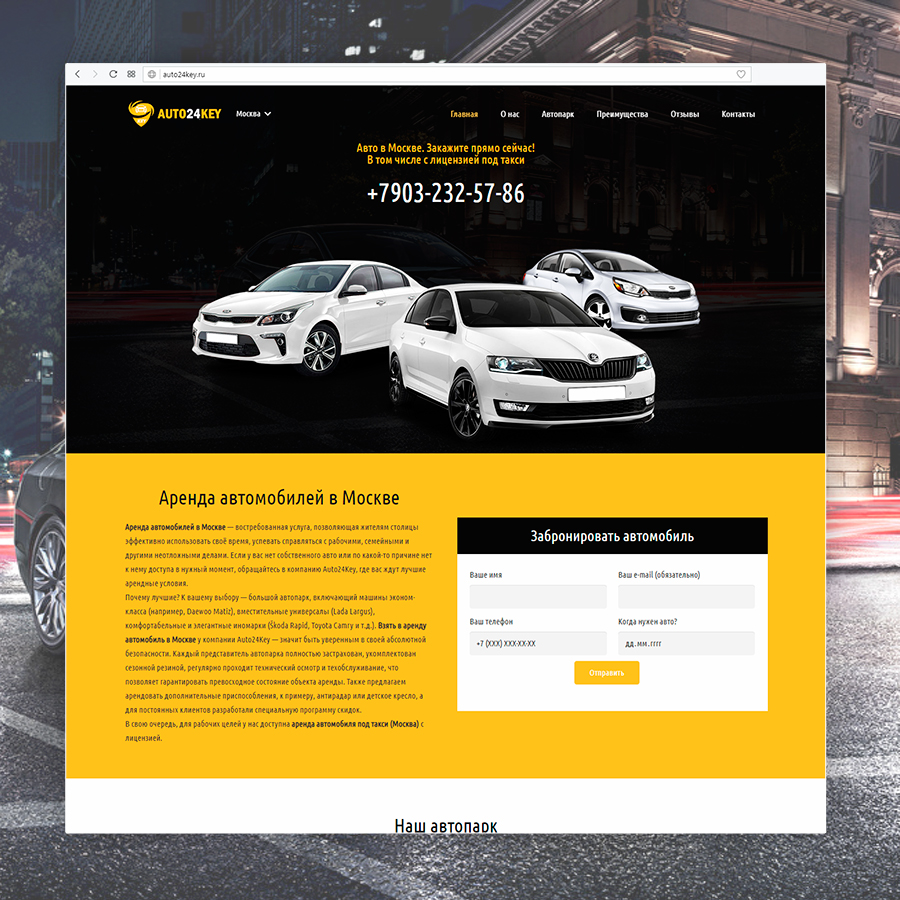 auto24key.ru
AUTO24KEY
Москва
Главная
О нас
Автопарк
Преимущества
Отзывы
Контакты
Авто в Москве. Закажите прямо сейчас!
В том числе с лицензией под такси
+7903-232-57-86
Аренда автомобилей в Москве
Аренда автомобилей в Москве — востребованная услуга, позволяющая жителям столицы
эффективно использовать своё время, успевать справляться с рабочими, семейными и
другими неотложными делами. Если у вас нет собственного авто или по какой-то причине нет
к нему доступа в нужный момент, обращайтесь в компанию Auto24Key, где вас ждут лучшие
арендные условия.
Почему лучшие? К вашему выбору — большой автопарк, включающий машины эконом-
класса (например, Daewoo Matiz), вместительные универсалы (Lada Largus),
комфортабельные и элегантные иномарки (Škoda Rapid, Toyota Camry и т.д.). Взять в аренду
автомобиль в Москве у компании Auto24Key — значит быть уверенным в своей абсолютной
безопасности. Каждый представитель автопарка полностью застрахован, укомплектован
сезонной резиной, регулярно проходит технический осмотр и техобслуживание, что
позволяет гарантировать превосходное состояние объекта аренды. Также предлагаем
арендовать дополнительные приспособления, к примеру, антирадар или детское кресло, а
для постоянных клиентов разработали специальную программу скидок.
В свою очередь, для рабочих целей у нас доступна аренда автомобиля под такси (Москва) с
лицензией.
Забронировать автомобиль
Ваше имя
Ваш e-mail (обязательно)
Ваш телефон
Когда нужен авто?
+7 (XXX) XXX-XX-XX
дд.мм.гггг
Отправить
Наш автопарк